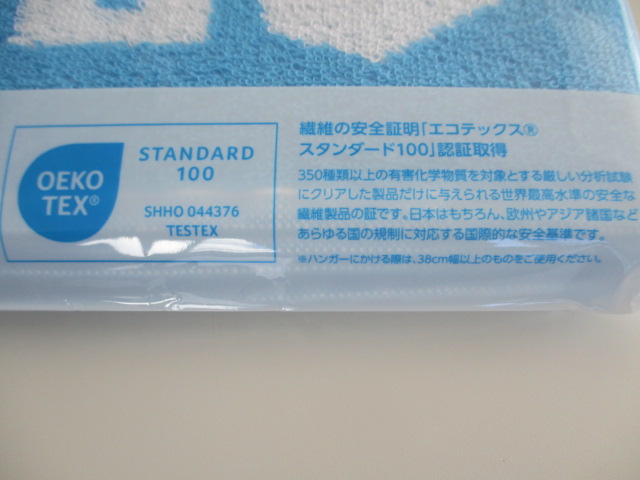 OEKO
TEX®
STANDARD
100
SHHO 044376
TESTEX
繊維の安全証明「エコテックス®
スタンダード100」認証取得
350種類以上の有害化学物質を対象とする厳しい分析試験
にクリアした製品だけに与えられる世界最高水準の安全な
繊維製品の証です。日本はもちろん、欧州やアジア諸国など
あらゆる国の規制に対応する国際的な安全基準です。
※ハンガーにかける際は、38cm幅以上のものをご使用ください。